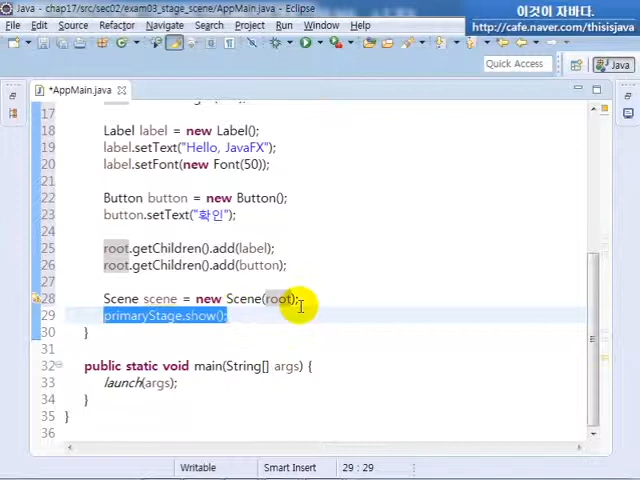 Java - chap17/src/sec02/exam03_stage_scene/AppMain.java - Eclipse
이것이 자바다.
http://cafe.naver.com/thisisjava
File Edit Source Refactor Navigate Search Project Run Window Help
Quick Access
Java
*AppMain.java
17
18 Label label = new Label();
19 label.setText("Hello, JavaFX");
20 label.setFont(new Font(50));
21
22 Button button = new Button();
23 button.setText("확인");
24
25 root.getChildren().add(label);
26 root.getChildren().add(button);
27
28 Scene scene = new Scene(root);
29 primaryStage.show();
30 }
31
32 public static void main(String[] args) {
33 launch(args);
34 }
35 }
36
Writable Smart Insert 29 : 29